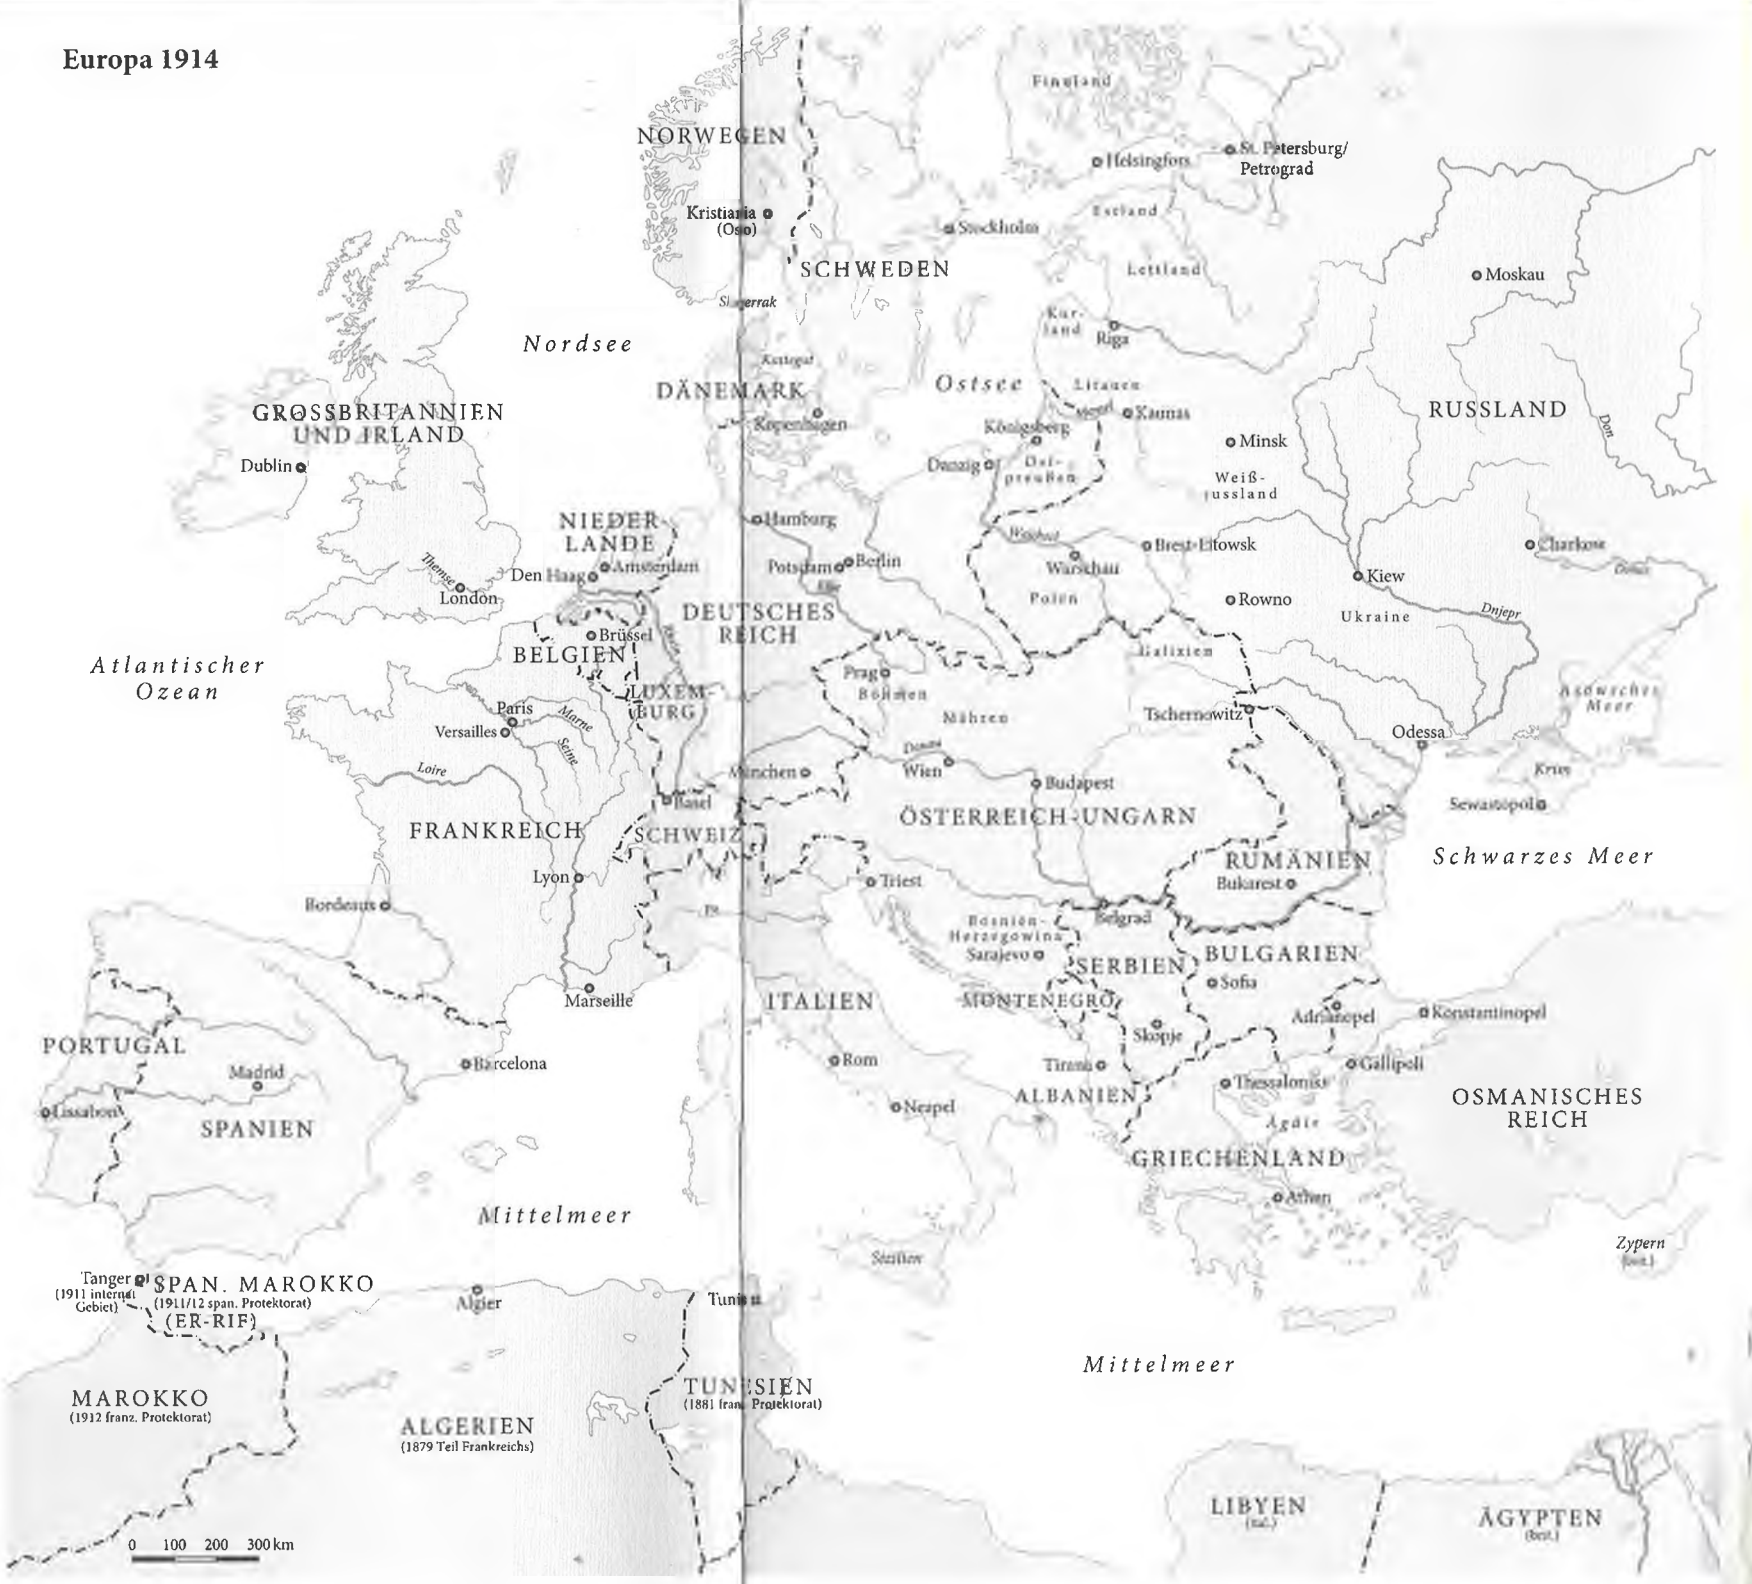 Europa 1914
Finnland
NORWEGEN
Helsingfors
St. Petersburg/
Petrograd
Kristiania
(Oslo)
Estland
Stockholm
SCHWEDEN
Lettland
Moskau
Skagerrak
Kur-
land
Riga
Nordsee
Kattegat
Ostsee
Litauen
DÄNEMARK
Memel
Kaunas
RUSSLAND
Don
GROSSBRITANNIEN
UND IRLAND
Kopenhagen
Königsberg
Minsk
Dublin
Danzig
Ost-
preußen
Weiß-
russland
NIEDER-
LANDE
Hamburg
Weichsel
Brest-Litowsk
Charkow
Donez
Themse
Den Haag
Amsterdam
Potsdam
Berlin
Elbe
Warschau
Kiew
London
Polen
Rowno
Ukraine
Dnjepr
DEUTSCHES
REICH
Brüssel
BELGIEN
Rhein
Galizien
Atlantischer
Ozean
Prag
Böhmen
LUXEM-
BURG
Asowsches
Meer
Paris
Marne
Mähren
Tschernowitz
Versailles
Seine
Odessa
Loire
München
Donau
Wien
Krim
Basel
Budapest
Sewastopol
FRANKREICH
SCHWEIZ
ÖSTERREICH-UNGARN
RUMÄNIEN
Schwarzes Meer
Lyon
Triest
Bukarest
Bordeaux
Po
Bosnien-
Herzegowina
Belgrad
Sarajevo
SERBIEN
BULGARIEN
Sofia
Marseille
ITALIEN
MONTENEGRO
Adrianopel
Konstantinopel
PORTUGAL
Skopje
Madrid
Barcelona
Rom
Tirana
Gallipoli
Thessaloniki
Lissabon
Neapel
ALBANIEN
OSMANISCHES
REICH
SPANIEN
Ägäis
GRIECHENLAND
Athen
Mittelmeer
Sizilien
Zypern
(brit.)
Tanger
(1911 internat
Gebiet)
SPAN. MAROKKO
(1911/12 span. Protektorat)
(ER-RIF)
Algier
Tunis
Mittelmeer
MAROKKO
(1912 franz. Protektorat)
TUNESIEN
(1881 franz. Protektorat)
ALGERIEN
(1879 Teil Frankreichs)
LIBYEN
(ital.)
ÄGYPTEN
(brit.)
0 100 200 300 km